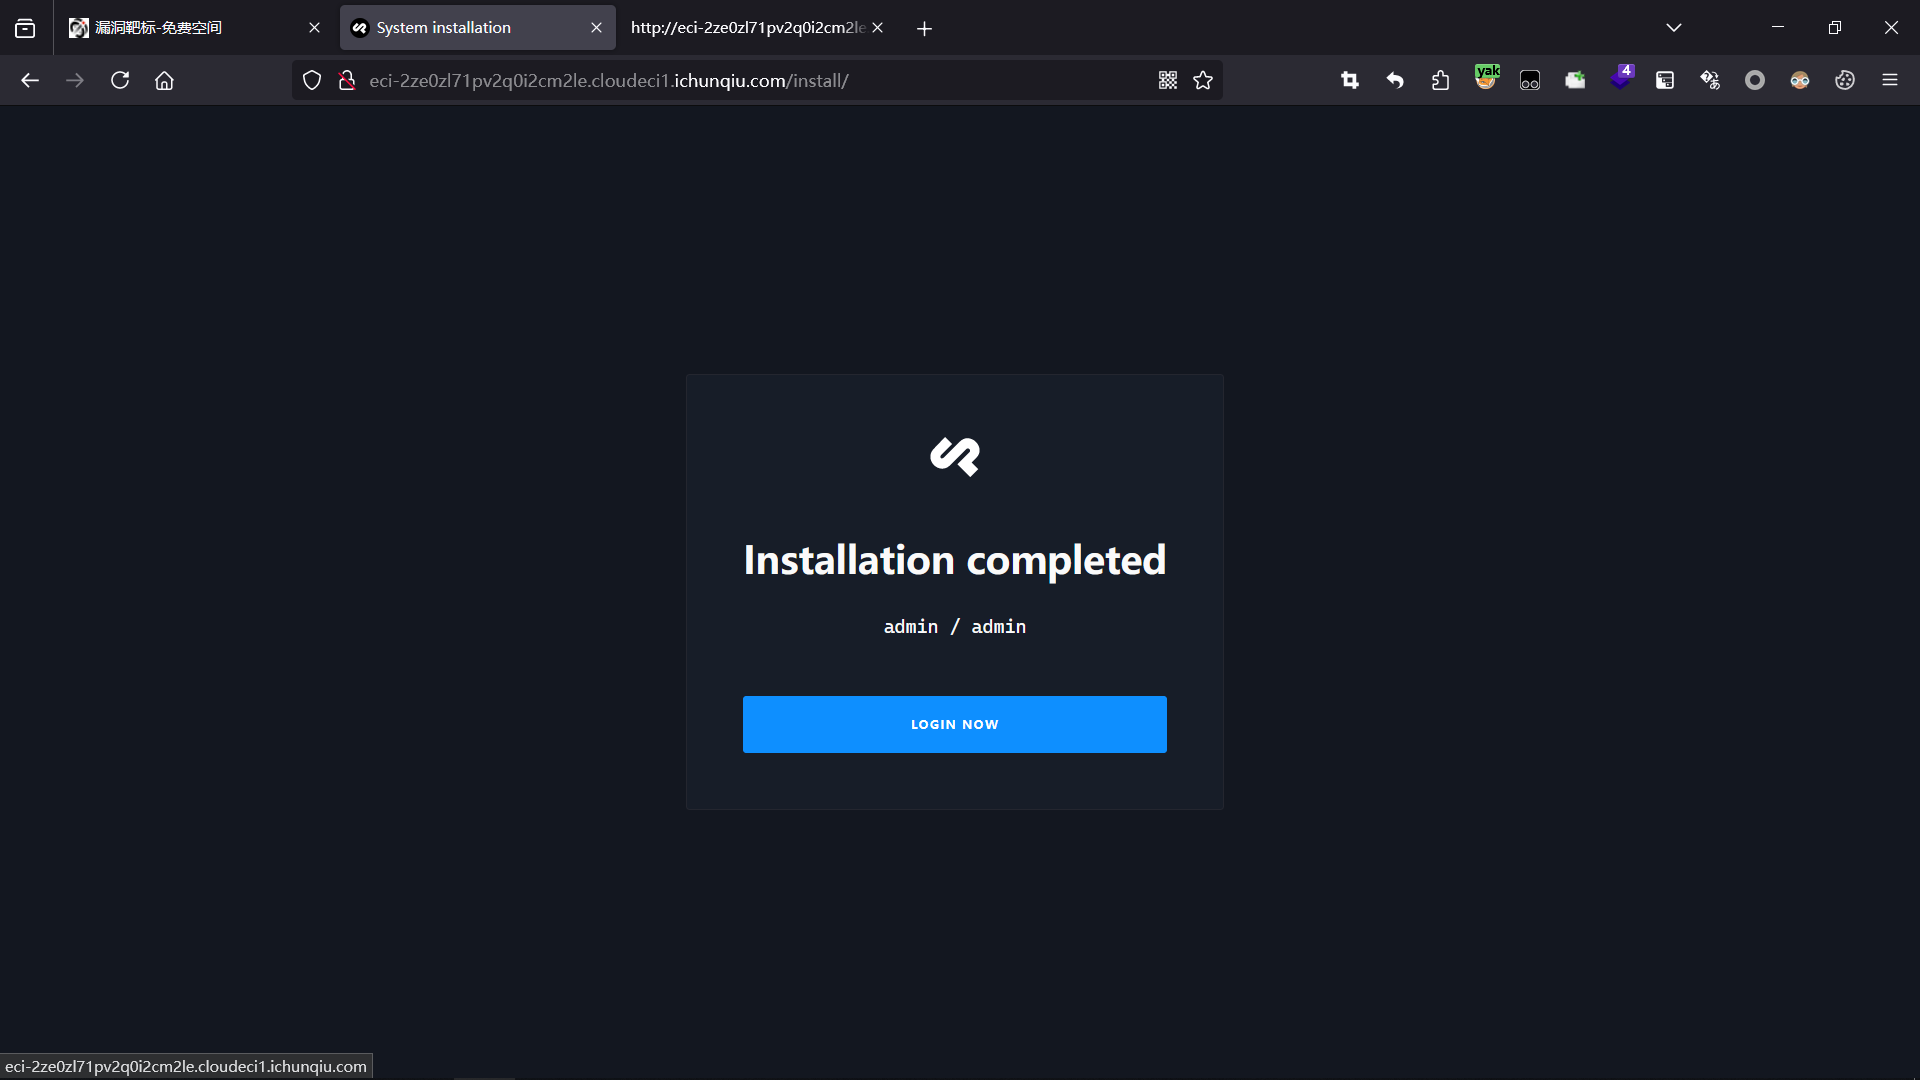 漏洞靶标-免费空间
System installation
http://eci-2ze0zl71pv2q0i2cm2le
eci-2ze0zl71pv2q0i2cm2le.cloudeci1.ichunqiu.com/install/
yak
4
Installation completed
admin / admin
LOGIN NOW
eci-2ze0zl71pv2q0i2cm2le.cloudeci1.ichunqiu.com